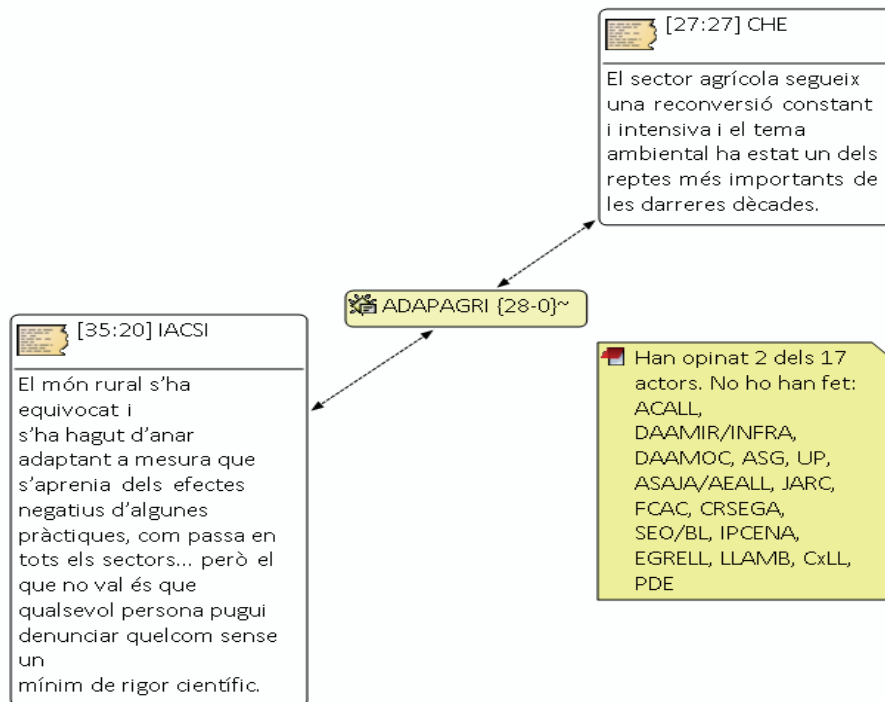 [27:27] CHE
El sector agrícola segueix
una reconversió constant
i intensiva i el tema
ambiental ha estat un dels
reptes més importants de
les darreres dècades.
ADAPAGRI {28-0}~
[35:20] IACSI
El món rural s’ha
equivocat i
s’ha hagut d’anar
adaptant a mesura que
s’aprenia dels efectes
negatius d’algunes
pràctiques, com passa en
tots els sectors... però el
que no val és que
qualsevol persona pugui
denunciar quelcom sense
un
mínim de rigor científic.
Han opinat 2 dels 17
actors. No ho han fet:
ACALL,
DAAMIR/INFRA,
DAAMOC, ASG, UP,
ASAJA/AEALL, JARC,
FCAC, CRSEGA,
SEO/BL, IPCENA,
EGRELL, LLAMB, CxLL,
PDE